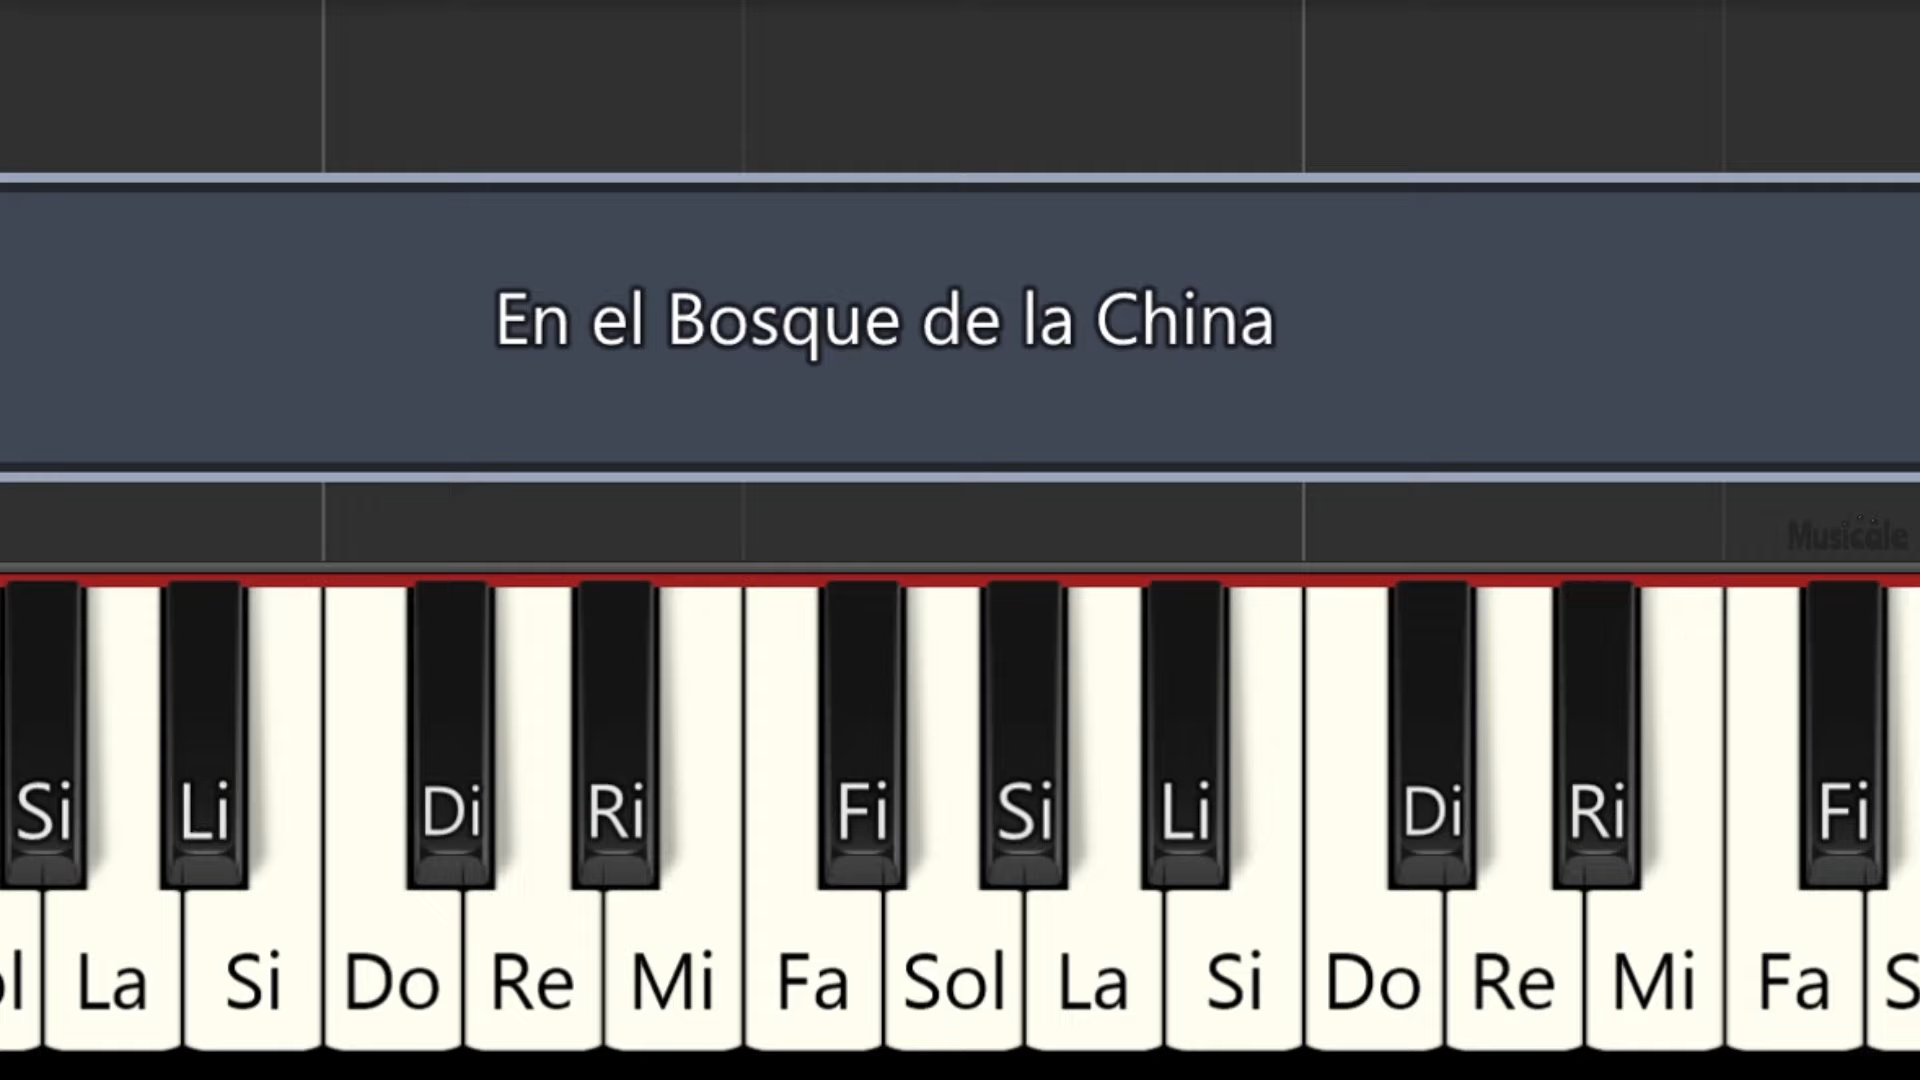 En el Bosque de la China
Musicale
Si Li Di Ri Fi Si Li Di Ri Fi
La Si Do Re Mi Fa Sol La Si Do Re Mi Fa